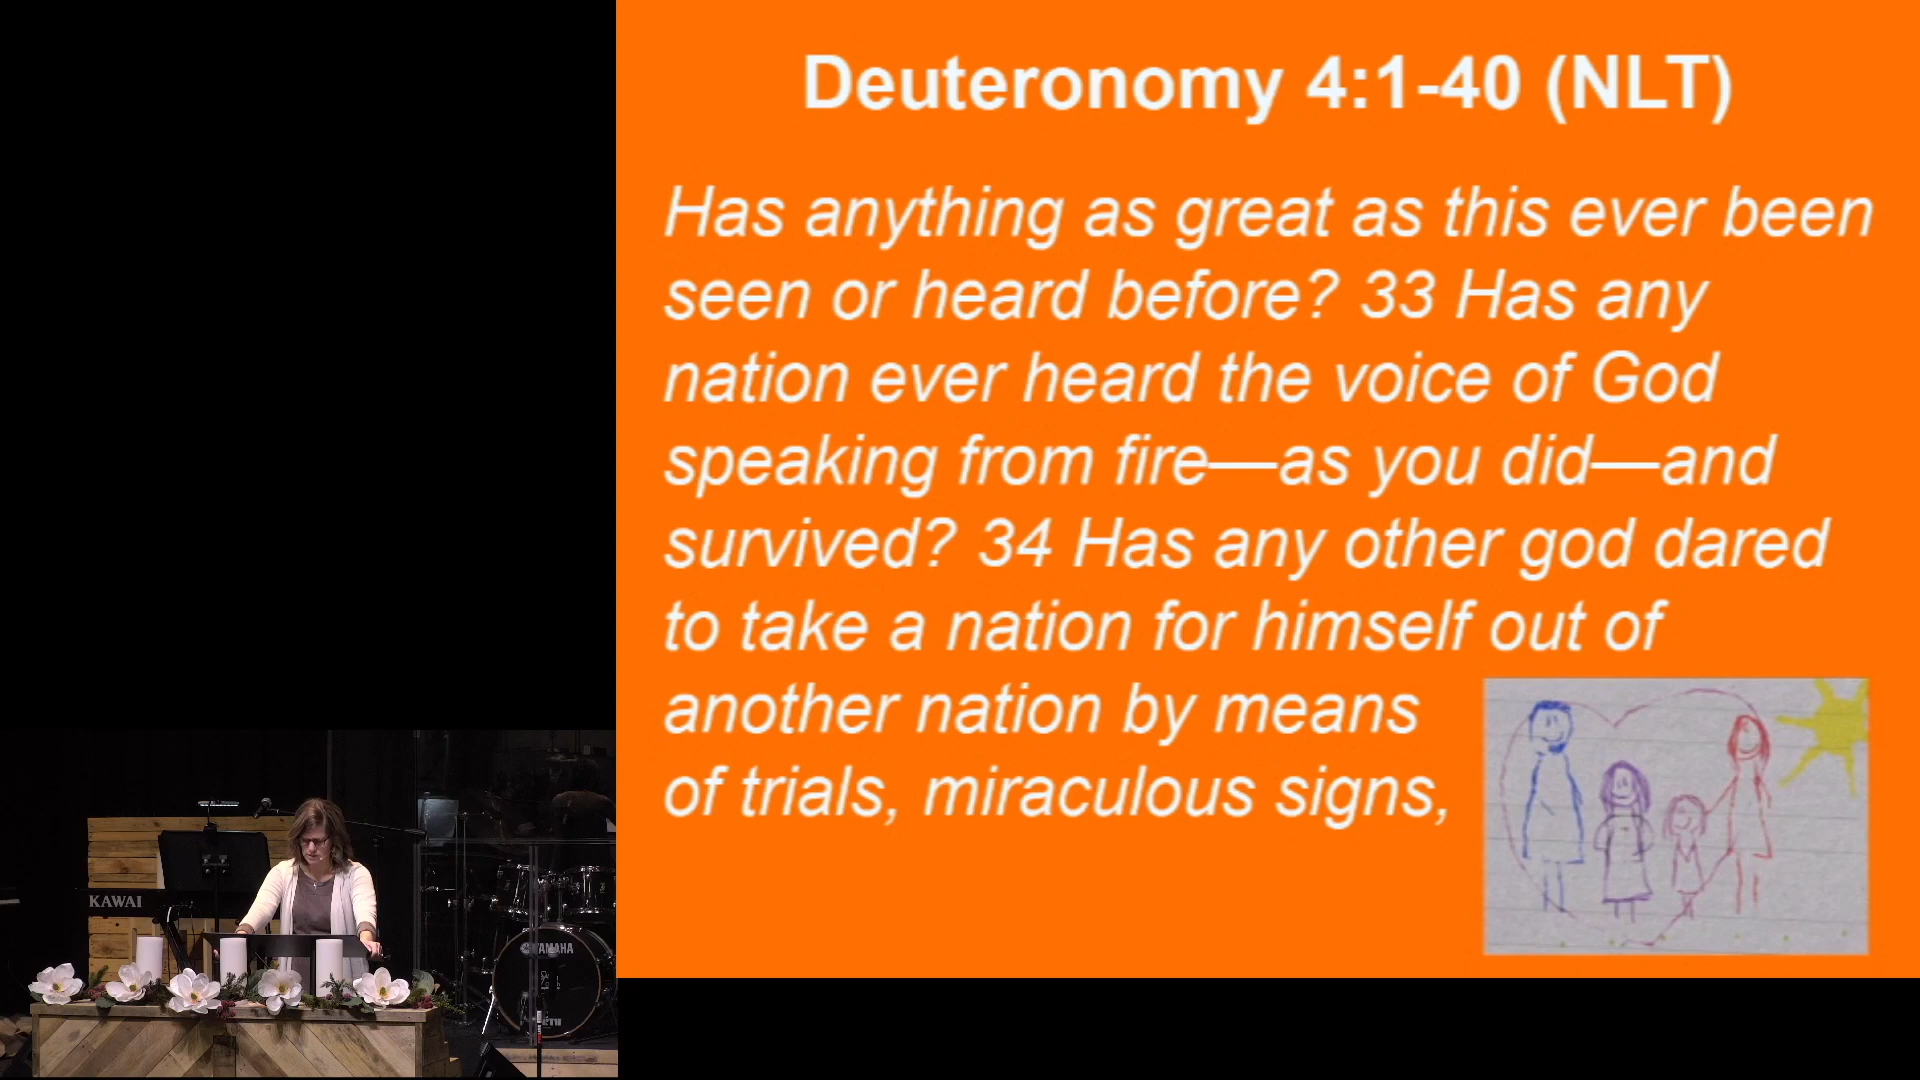 Deuteronomy 4:1-40 (NLT)
Has anything as great as this ever been
seen or heard before? 33 Has any
nation ever heard the voice of God
speaking from fire—as you did—and
survived? 34 Has any other god dared
to take a nation for himself out of
another nation by means
of trials, miraculous signs,
KAWAI
YAMAHA